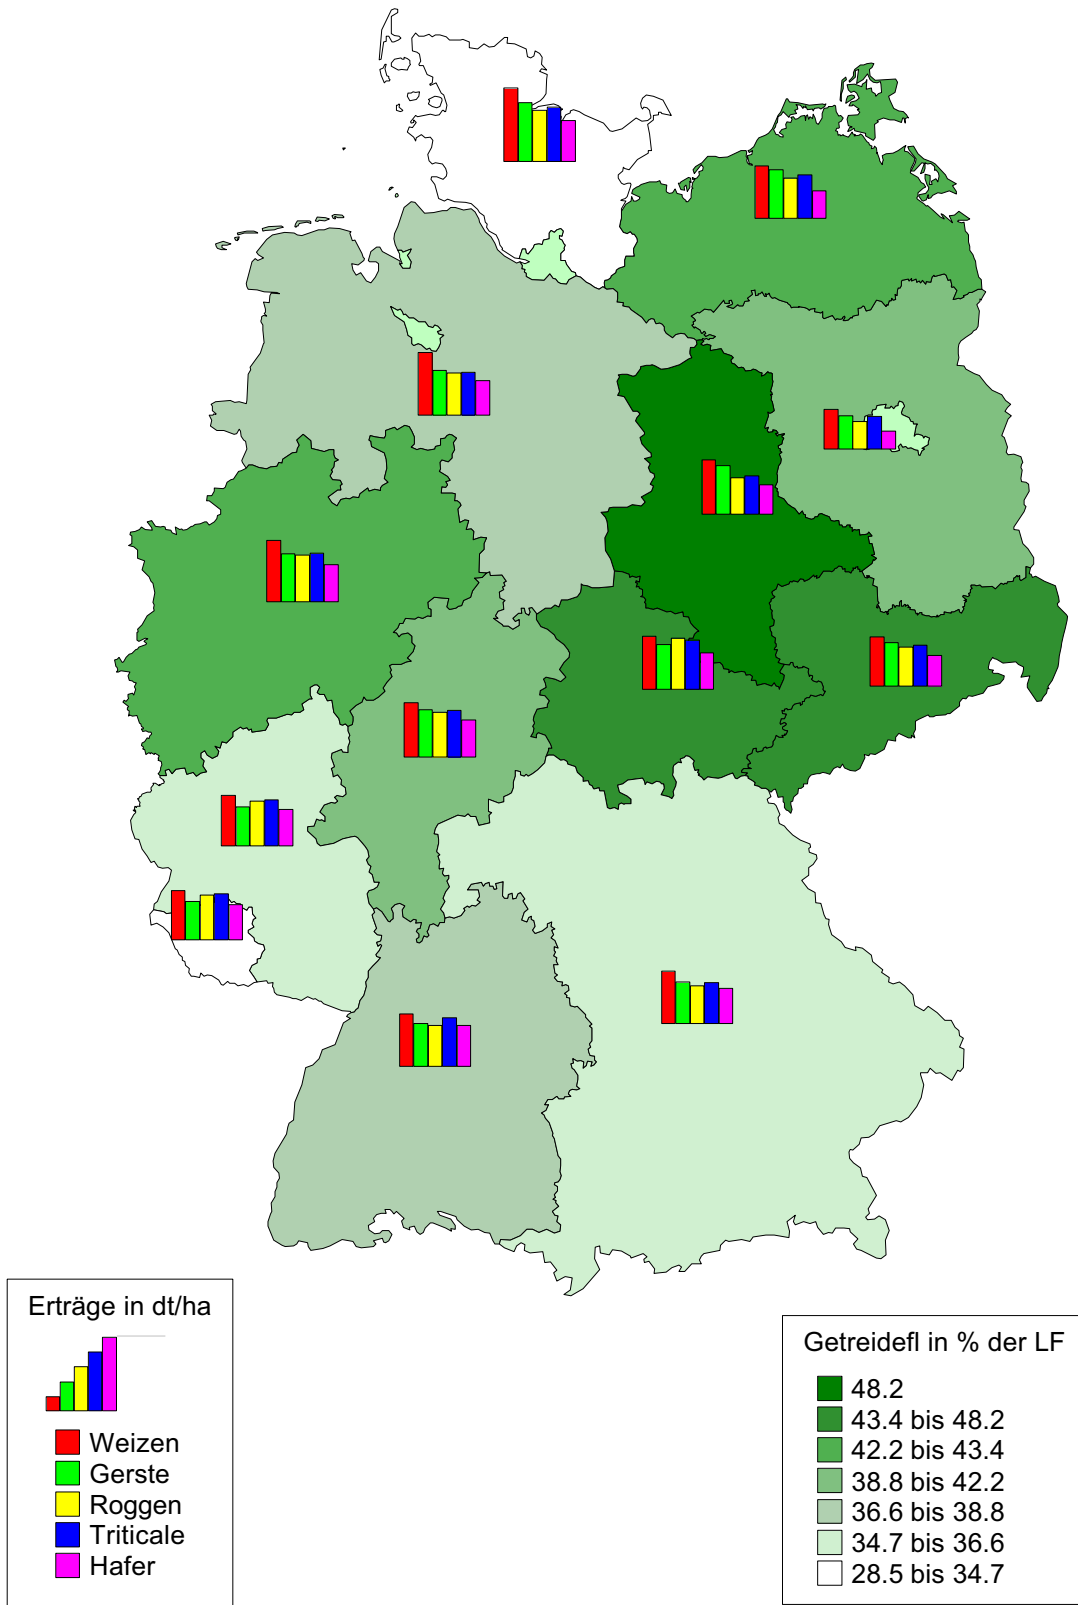 Erträge in dt/ha
Weizen
Gerste
Roggen
Triticale
Hafer
Getreidefl in % der LF
48.2
43.4 bis 48.2
42.2 bis 43.4
38.8 bis 42.2
36.6 bis 38.8
34.7 bis 36.6
28.5 bis 34.7